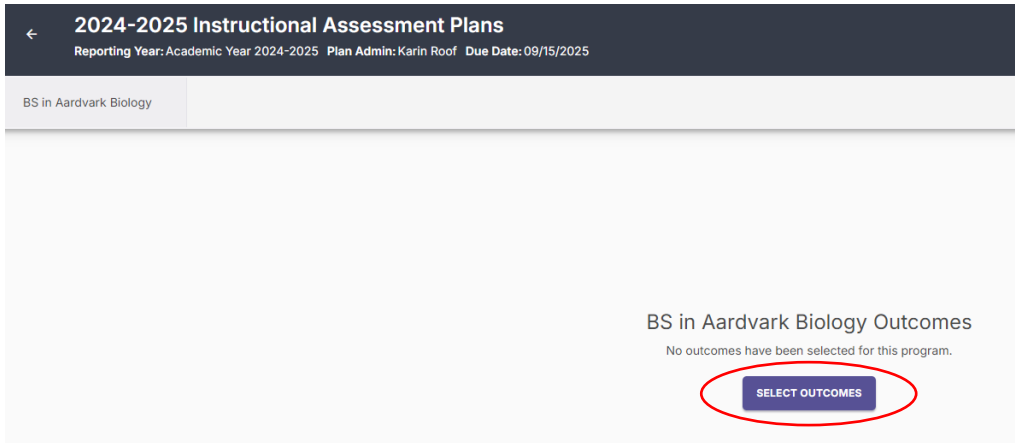 2024-2025 Instructional Assessment Plans
Reporting Year: Academic Year 2024-2025 Plan Admin: Karin Roof Due Date: 09/15/2025
BS in Aardvark Biology
BS in Aardvark Biology Outcomes
No outcomes have been selected for this program.
SELECT OUTCOMES